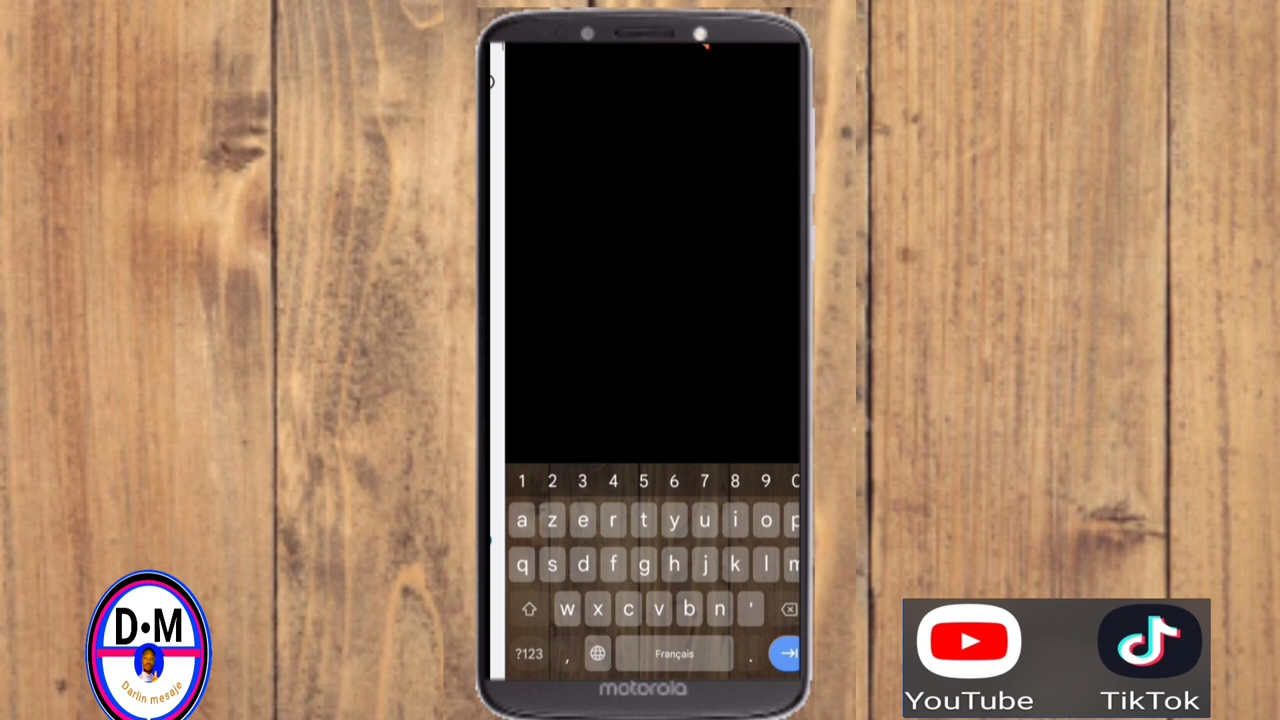 1 2 3 4 5 6 7 8 9
a z e r t y u i o p
q s d f g h j k l m
w x c v b n '
?123 , Français .
motorola
D•M
Darlin mesaje
YouTube TikTok